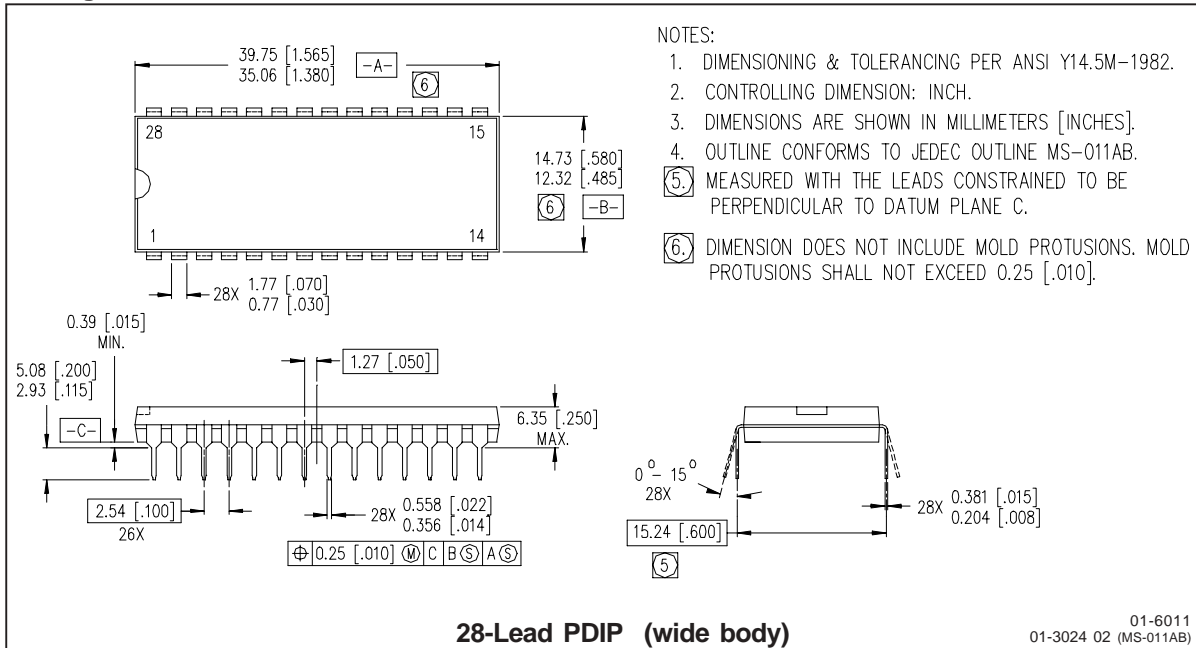 39.75 [1.565]
35.06 [1.380]
-A-
6
28
15
1
14
14.73 [.580]
12.32 [.485]
6
-B-
28X 1.77 [.070]
0.77 [.030]
NOTES:
1. DIMENSIONING & TOLERANCING PER ANSI Y14.5M-1982.
2. CONTROLLING DIMENSION: INCH.
3. DIMENSIONS ARE SHOWN IN MILLIMETERS [INCHES].
4. OUTLINE CONFORMS TO JEDEC OUTLINE MS-011AB.
5. MEASURED WITH THE LEADS CONSTRAINED TO BE
PERPENDICULAR TO DATUM PLANE C.
6. DIMENSION DOES NOT INCLUDE MOLD PROTUSIONS. MOLD
PROTUSIONS SHALL NOT EXCEED 0.25 [.010].
0.39 [.015]
MIN.
5.08 [.200]
2.93 [.115]
-C-
1.27 [.050]
6.35 [.250]
MAX.
2.54 [.100]
26X
28X 0.558 [.022]
0.356 [.014]
⌖ 0.25 [.010] Ⓜ C B Ⓢ A Ⓢ
0° - 15°
28X
28X 0.381 [.015]
0.204 [.008]
15.24 [.600]
5
28-Lead PDIP (wide body)
01-6011
01-3024 02 (MS-011AB)